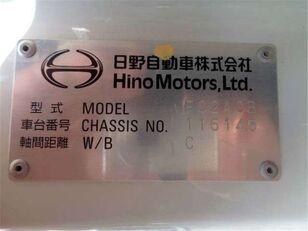 日野自動車株式会社
Hino Motors, Ltd.
型式 MODEL
車台番号 CHASSIS NO. 116145
軸間距離 W/B C